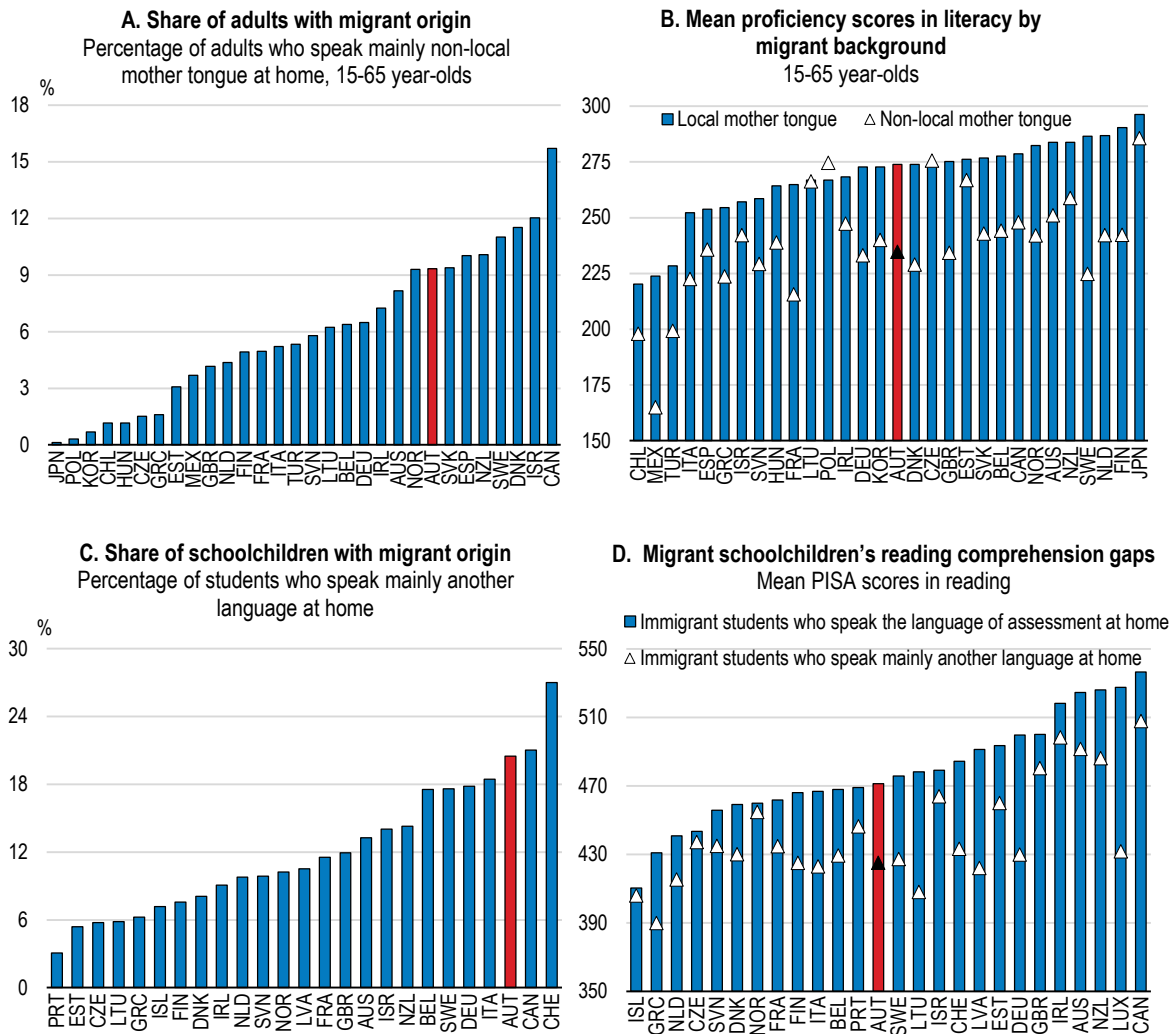 A. Share of adults with migrant origin
Percentage of adults who speak mainly non-local
mother tongue at home, 15-65 year-olds
%
18
15
12
9
6
3
0
JPN POL KOR CHL HUN CZE GRC EST MEX GBR NLD FIN FRA ITA TUR SVN LTU BEL DEU IRL AUS NOR AUT SVK ESP NZL SWE DNK ISR CAN
B. Mean proficiency scores in literacy by
migrant background
15-65 year-olds
300
Local mother tongue Non-local mother tongue
275
250
225
200
175
150
CHL MEX TUR ITA ESP GRC ISR SVN HUN FRA LTU POL IRL DEU KOR AUT DNK CZE GBR EST SVK BEL CAN NOR AUS NZL SWE NLD FIN JPN
C. Share of schoolchildren with migrant origin
Percentage of students who speak mainly another
language at home
%
30
24
18
12
6
0
PRT EST CZE LTU GRC ISL FIN DNK IRL NLD SVN NOR LVA FRA GBR AUS ISR NZL BEL SWE DEU ITA AUT CAN CHE
D. Migrant schoolchildren's reading comprehension gaps
Mean PISA scores in reading
Immigrant students who speak the language of assessment at home
550
Immigrant students who speak mainly another language at home
510
470
430
390
350
ISL GRC NLD CZE SVN DNK NOR FRA FIN ITA BEL PRT AUT SWE LTU ISR CHE LVA EST DEU GBR IRL AUS NZL LUX CAN